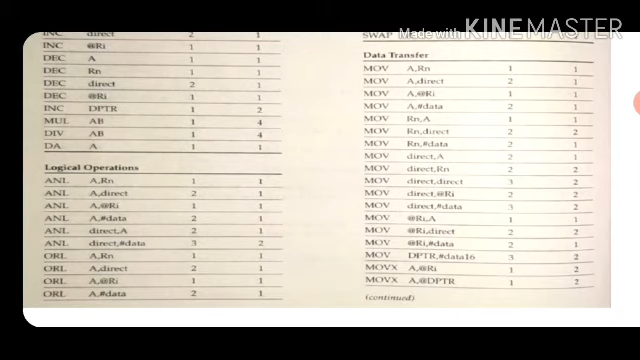 INC direct 2 1
INC @Ri 1 1
DEC A 1 1
DEC Rn 1 1
DEC direct 2 1
DEC @Ri 1 1
INC DPTR 1 2
MUL AB 1 4
DIV AB 1 4
DA A 1 1
Logical Operations
ANL A,Rn 1 1
ANL A,direct 2 1
ANL A,@Ri 1 1
ANL A,#data 2 1
ANL direct,A 2 1
ANL direct,#data 3 2
ORL A,Rn 1 1
ORL A,direct 2 1
ORL A,@Ri 1 1
ORL A,#data 2 1
Made with KINEMASTER
SWAP
Data Transfer
MOV A,Rn 1 1
MOV A,direct 2 1
MOV A,@Ri 1 1
MOV A,#data 2 1
MOV Rn,A 1 1
MOV Rn,direct 2 2
MOV Rn,#data 2 1
MOV direct,A 2 1
MOV direct,Rn 2 2
MOV direct,direct 3 2
MOV direct,@Ri 2 2
MOV direct,#data 3 2
MOV @Ri,A 1 1
MOV @Ri,direct 2 2
MOV @Ri,#data 2 1
MOV DPTR,#data16 3 2
MOVX A,@Ri 1 2
MOVX A,@DPTR 1 2
(continued)